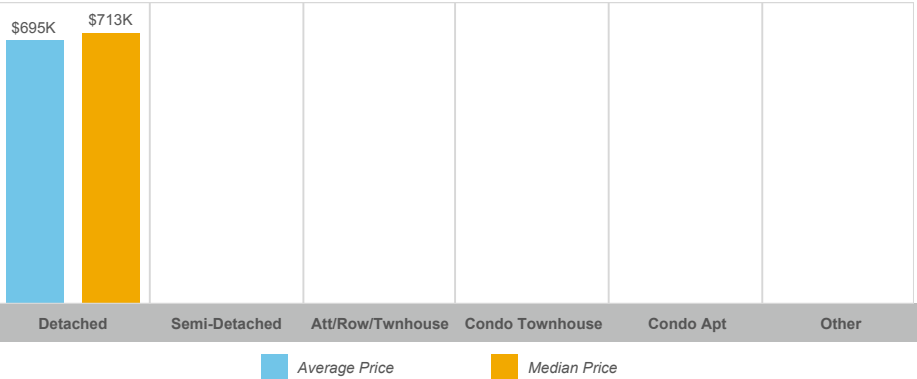 $695K
$713K
Detached Semi-Detached Att/Row/Twnhouse Condo Townhouse Condo Apt Other
Average Price Median Price